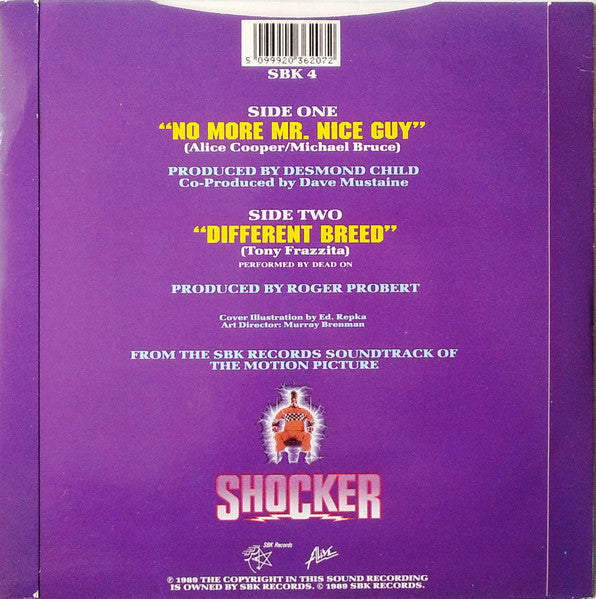 5 099920 362072
SBK 4
SIDE ONE
"NO MORE MR. NICE GUY"
(Alice Cooper/Michael Bruce)
PRODUCED BY DESMOND CHILD
Co-Produced by Dave Mustaine
SIDE TWO
"DIFFERENT BREED"
(Tony Frazzita)
PERFORMED BY DEAD ON
PRODUCED BY ROGER PROBERT
Cover Illustration by Ed. Repka
Art Director: Murray Brenman
FROM THE SBK RECORDS SOUNDTRACK OF
THE MOTION PICTURE
SHOCKER
SBK Records
Alive
℗ 1989 THE COPYRIGHT IN THIS SOUND RECORDING
IS OWNED BY SBK RECORDS. © 1989 SBK RECORDS.